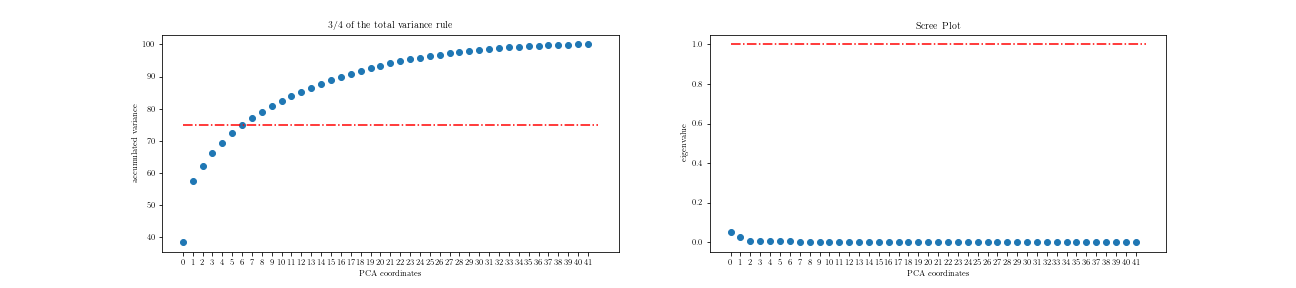 3/4 of the total variance rule
100
90
80
70
60
50
40
accumulated variance
0 1 2 3 4 5 6 7 8 9 10 11 12 13 14 15 16 17 18 19 20 21 22 23 24 25 26 27 28 29 30 31 32 33 34 35 36 37 38 39 40 41
PCA coordinates
Scree Plot
1.0
0.8
0.6
0.4
0.2
0.0
eigenvalue
0 1 2 3 4 5 6 7 8 9 10 11 12 13 14 15 16 17 18 19 20 21 22 23 24 25 26 27 28 29 30 31 32 33 34 35 36 37 38 39 40 41
PCA coordinates